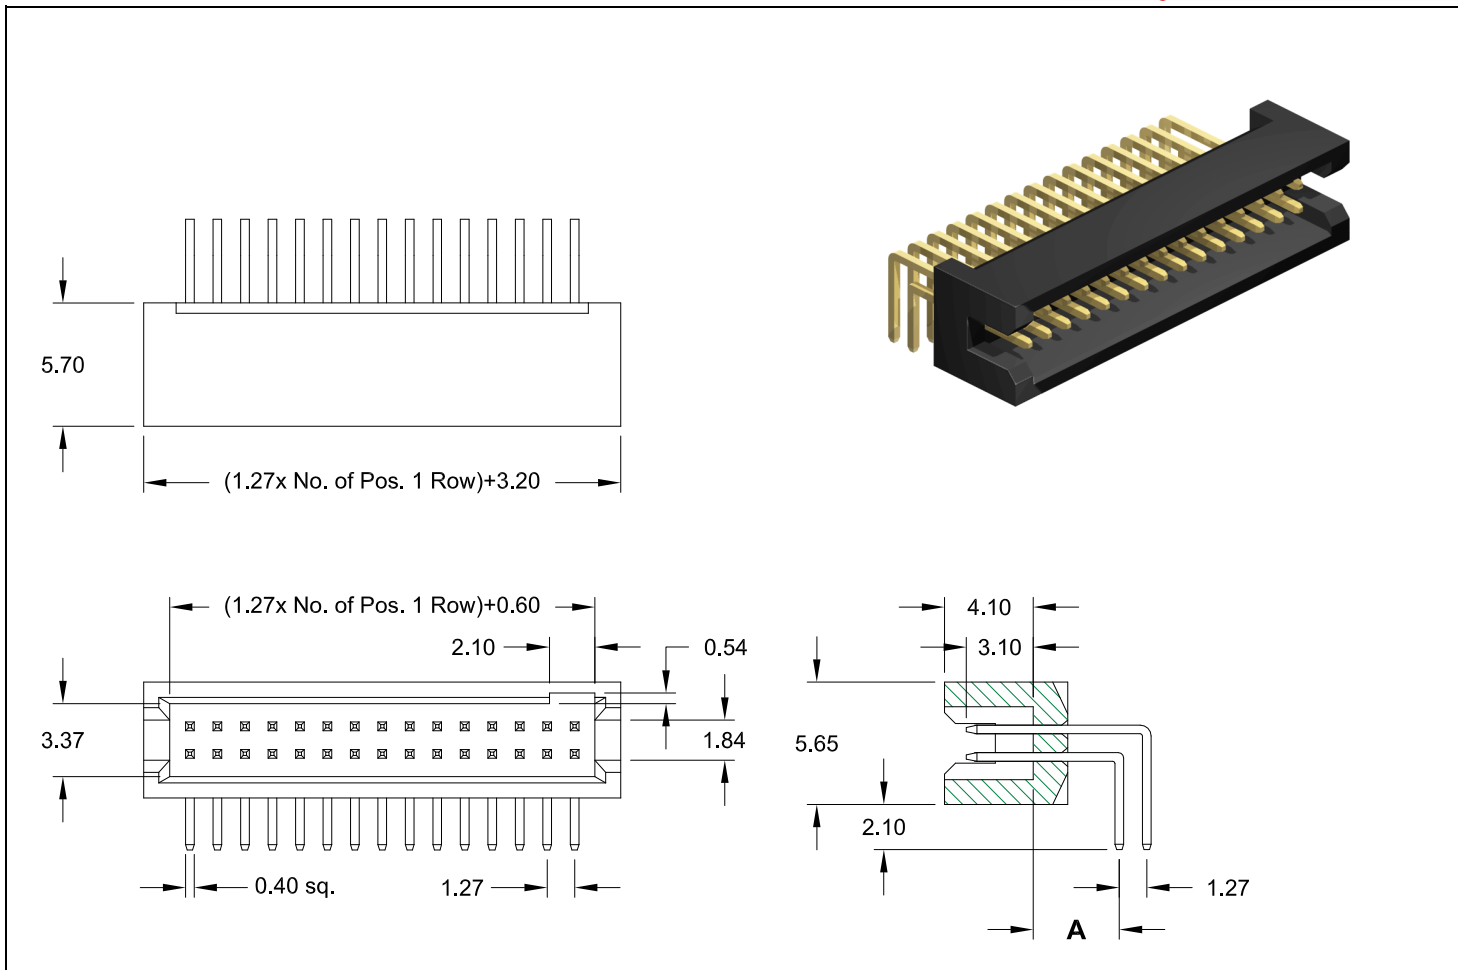 5.70
(1.27x No. of Pos. 1 Row)+3.20
(1.27x No. of Pos. 1 Row)+0.60
2.10
0.54
3.37
1.84
0.40 sq.
1.27
4.10
3.10
5.65
2.10
1.27
A